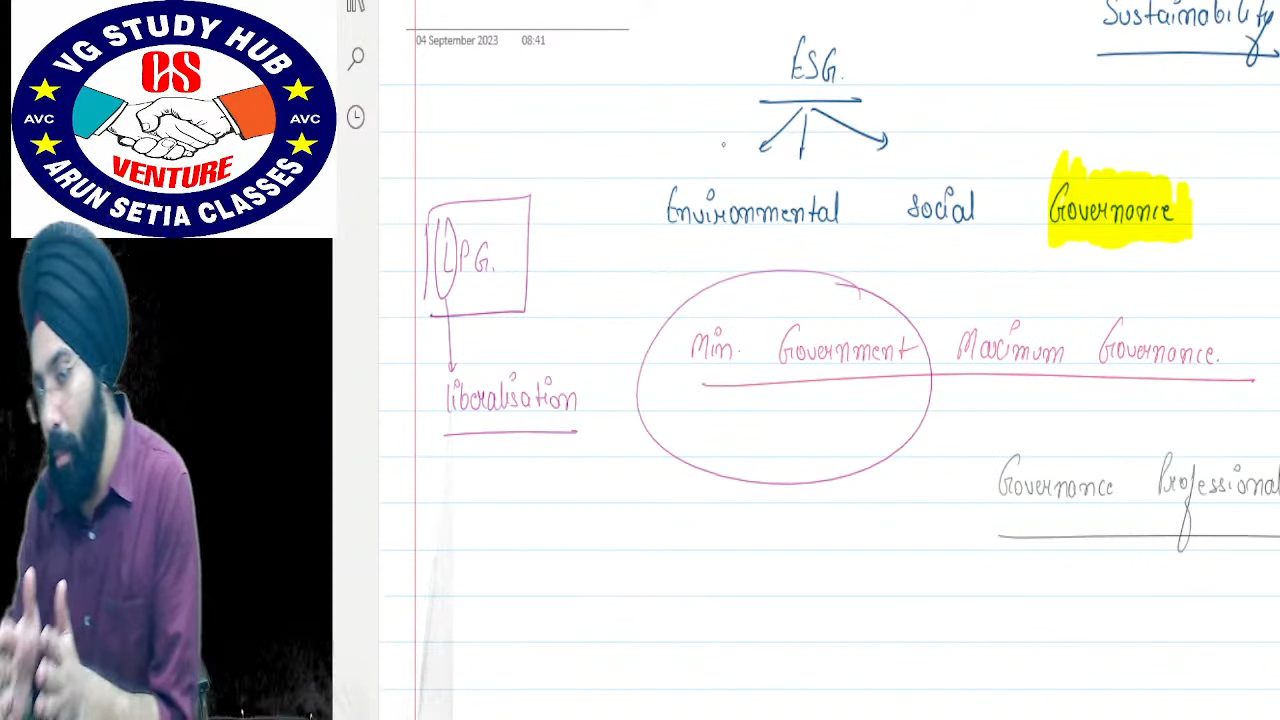 VG STUDY HUB
CS
AVC
AVC
VENTURE
ARUN SETIA CLASSES
04 September 2023 08:41
Sustainability
ESG.
Environmental Social Governance
LPG.
Min. Government Maximum Governance.
liberalisation
Governance Professional